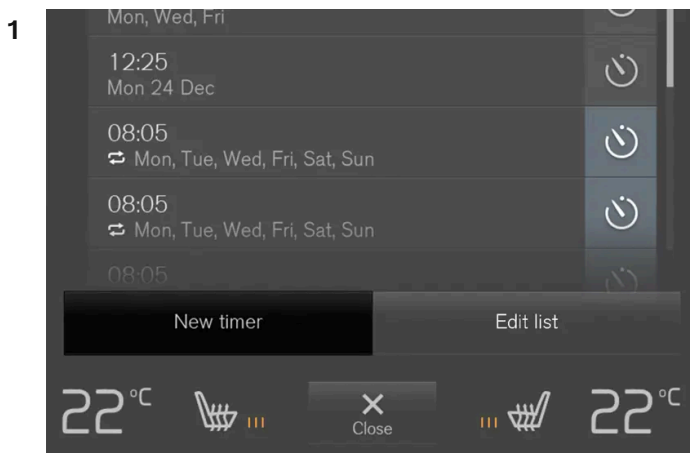 1
Mon, Wed, Fri
12:25
Mon 24 Dec
08:05
Mon, Tue, Wed, Fri, Sat, Sun
08:05
Mon, Tue, Wed, Fri, Sat, Sun
08:05
New timer
Edit list
22°C
Close
22°C